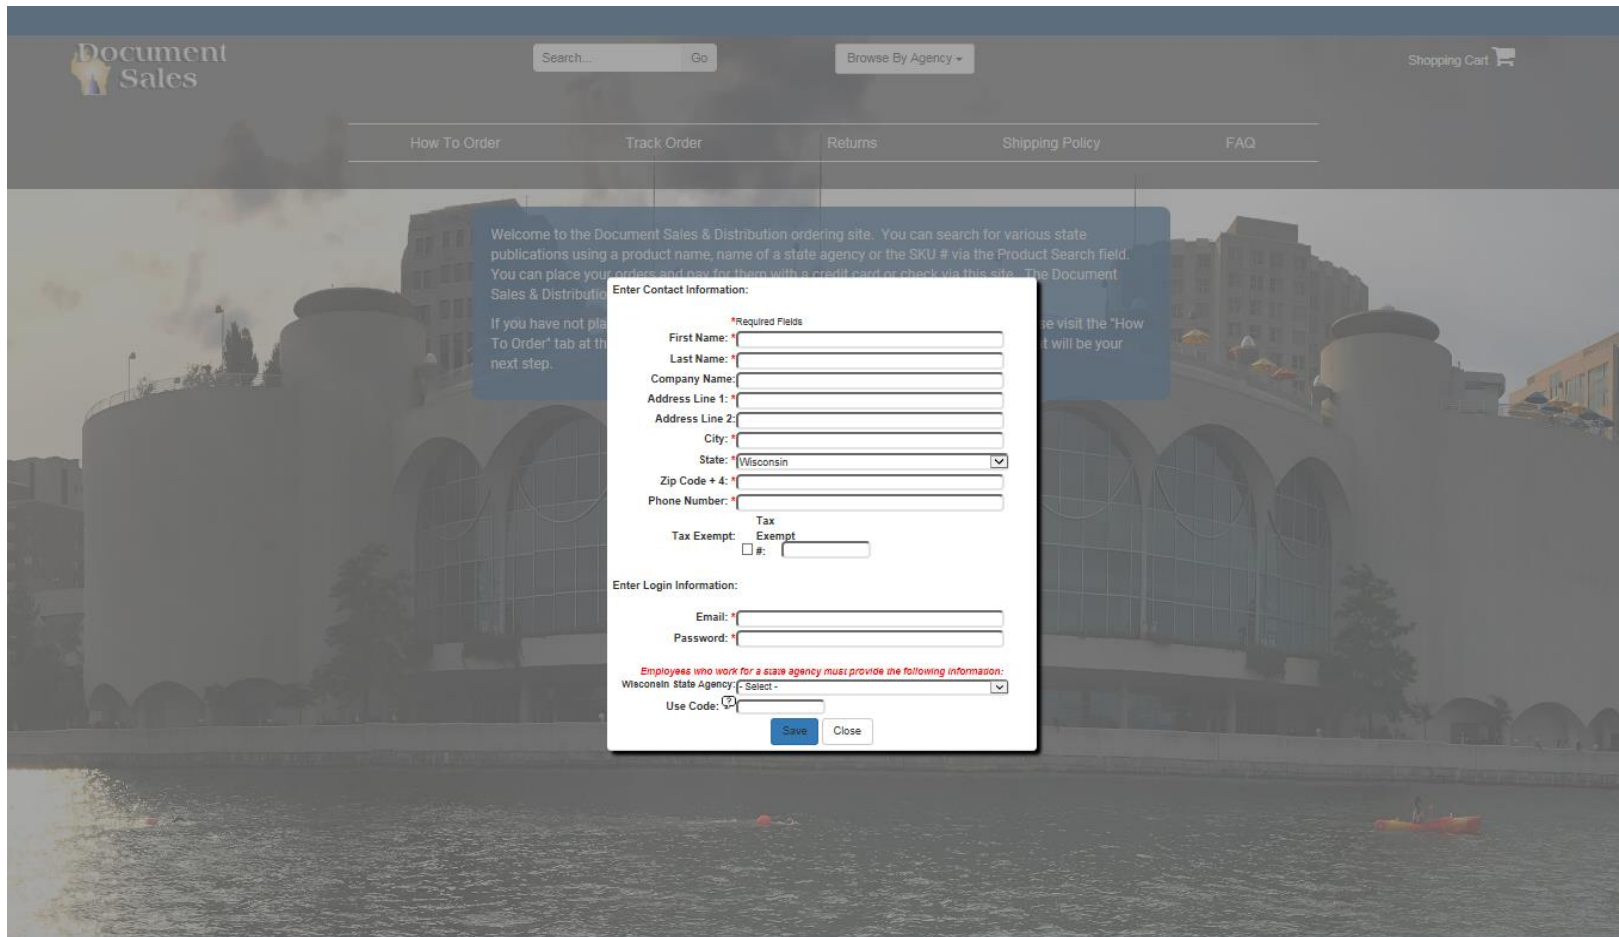 Document
Sales
Search...
Go
Browse By Agency
Shopping Cart
How To Order
Track Order
Returns
Shipping Policy
FAQ
Welcome to the Document Sales & Distribution ordering site. You can search for various state
publications using a product name, name of a state agency or the SKU # via the Product Search field.
You can place your orders and pay for them with a credit card or check via this site. The Document
Sales & Distributio
If you have not pla
e visit the "How
To Order" tab at th
t will be your
next step.
Enter Contact Information:
*Required Fields
First Name: *
Last Name: *
Company Name:
Address Line 1: *
Address Line 2:
City: *
State: * Wisconsin
Zip Code + 4: *
Phone Number: *
Tax Exempt:
Tax
Exempt
#:
Enter Login Information:
Email: *
Password: *
Employees who work for a state agency must provide the following information:
Wisconsin State Agency: - Select -
Use Code: ?
Save
Close